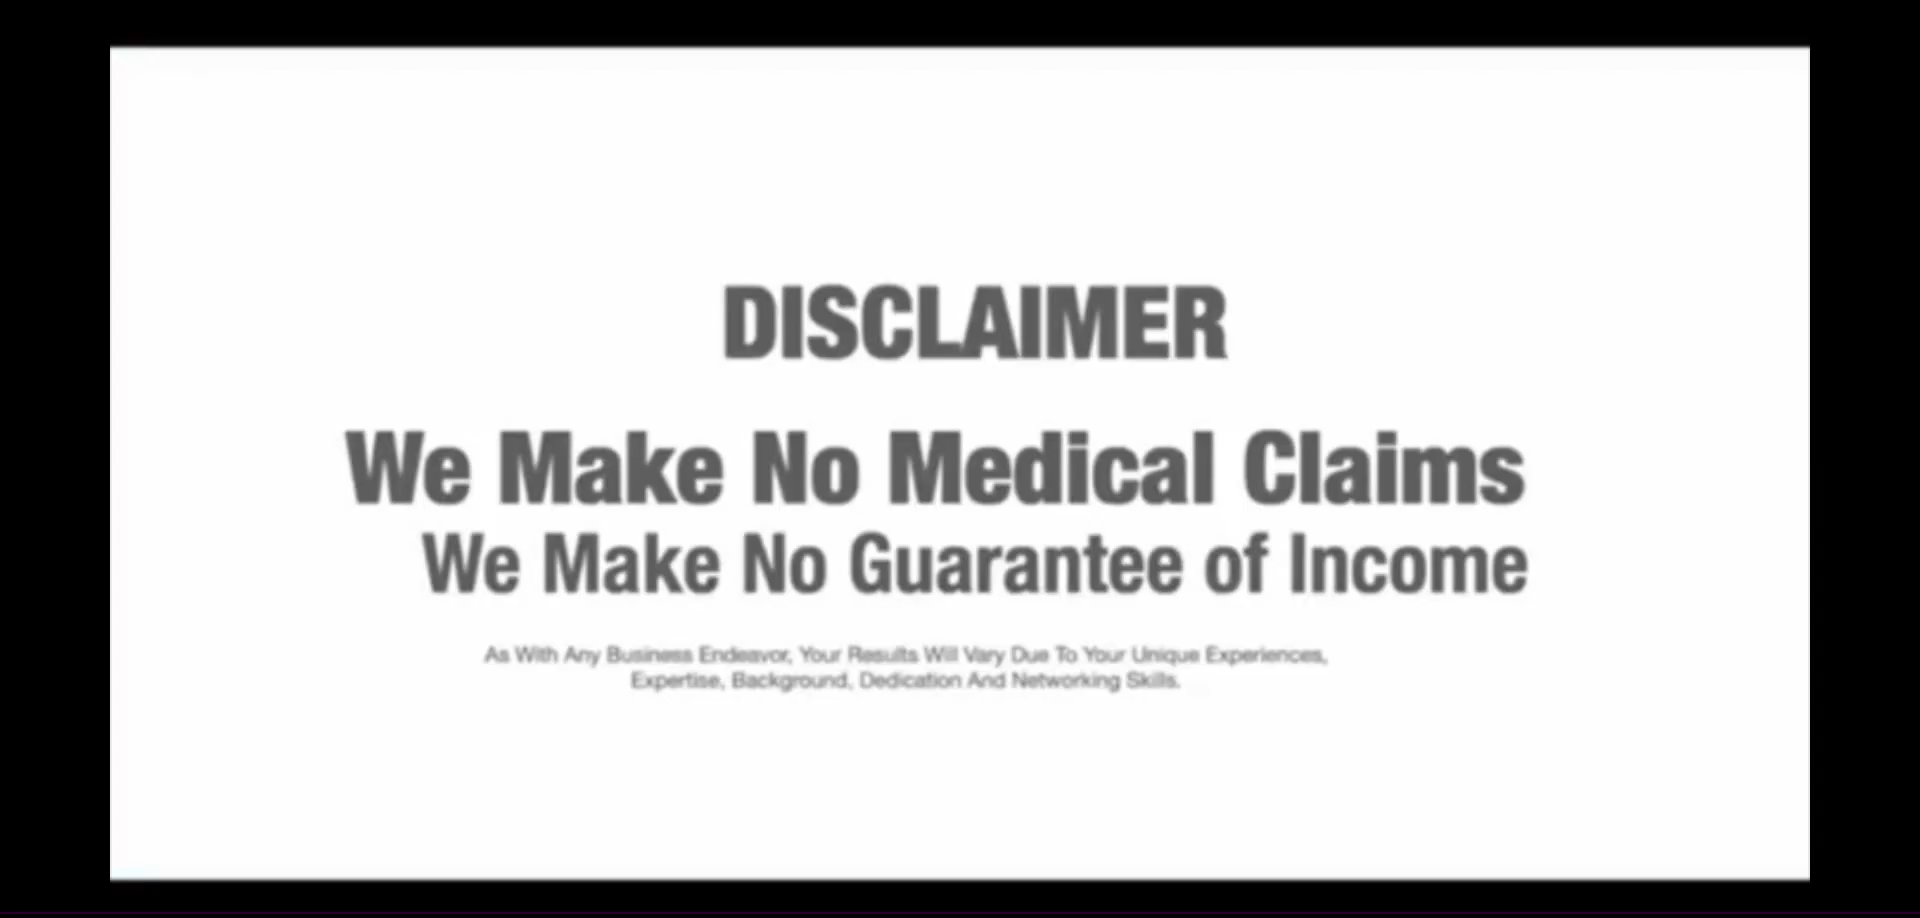 DISCLAIMER
We Make No Medical Claims
We Make No Guarantee of Income
As With Any Business Endeavor, Your Results Will Vary Due To Your Unique Experiences,
Expertise, Background, Dedication And Networking Skills.